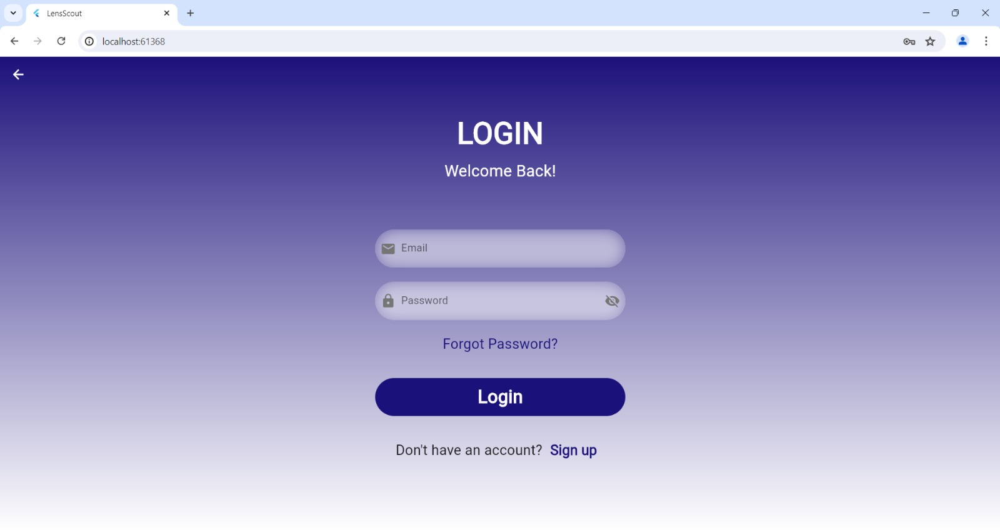 LensScout
localhost:61368
LOGIN
Welcome Back!
Email
Password
Forgot Password?
Login
Don't have an account? Sign up